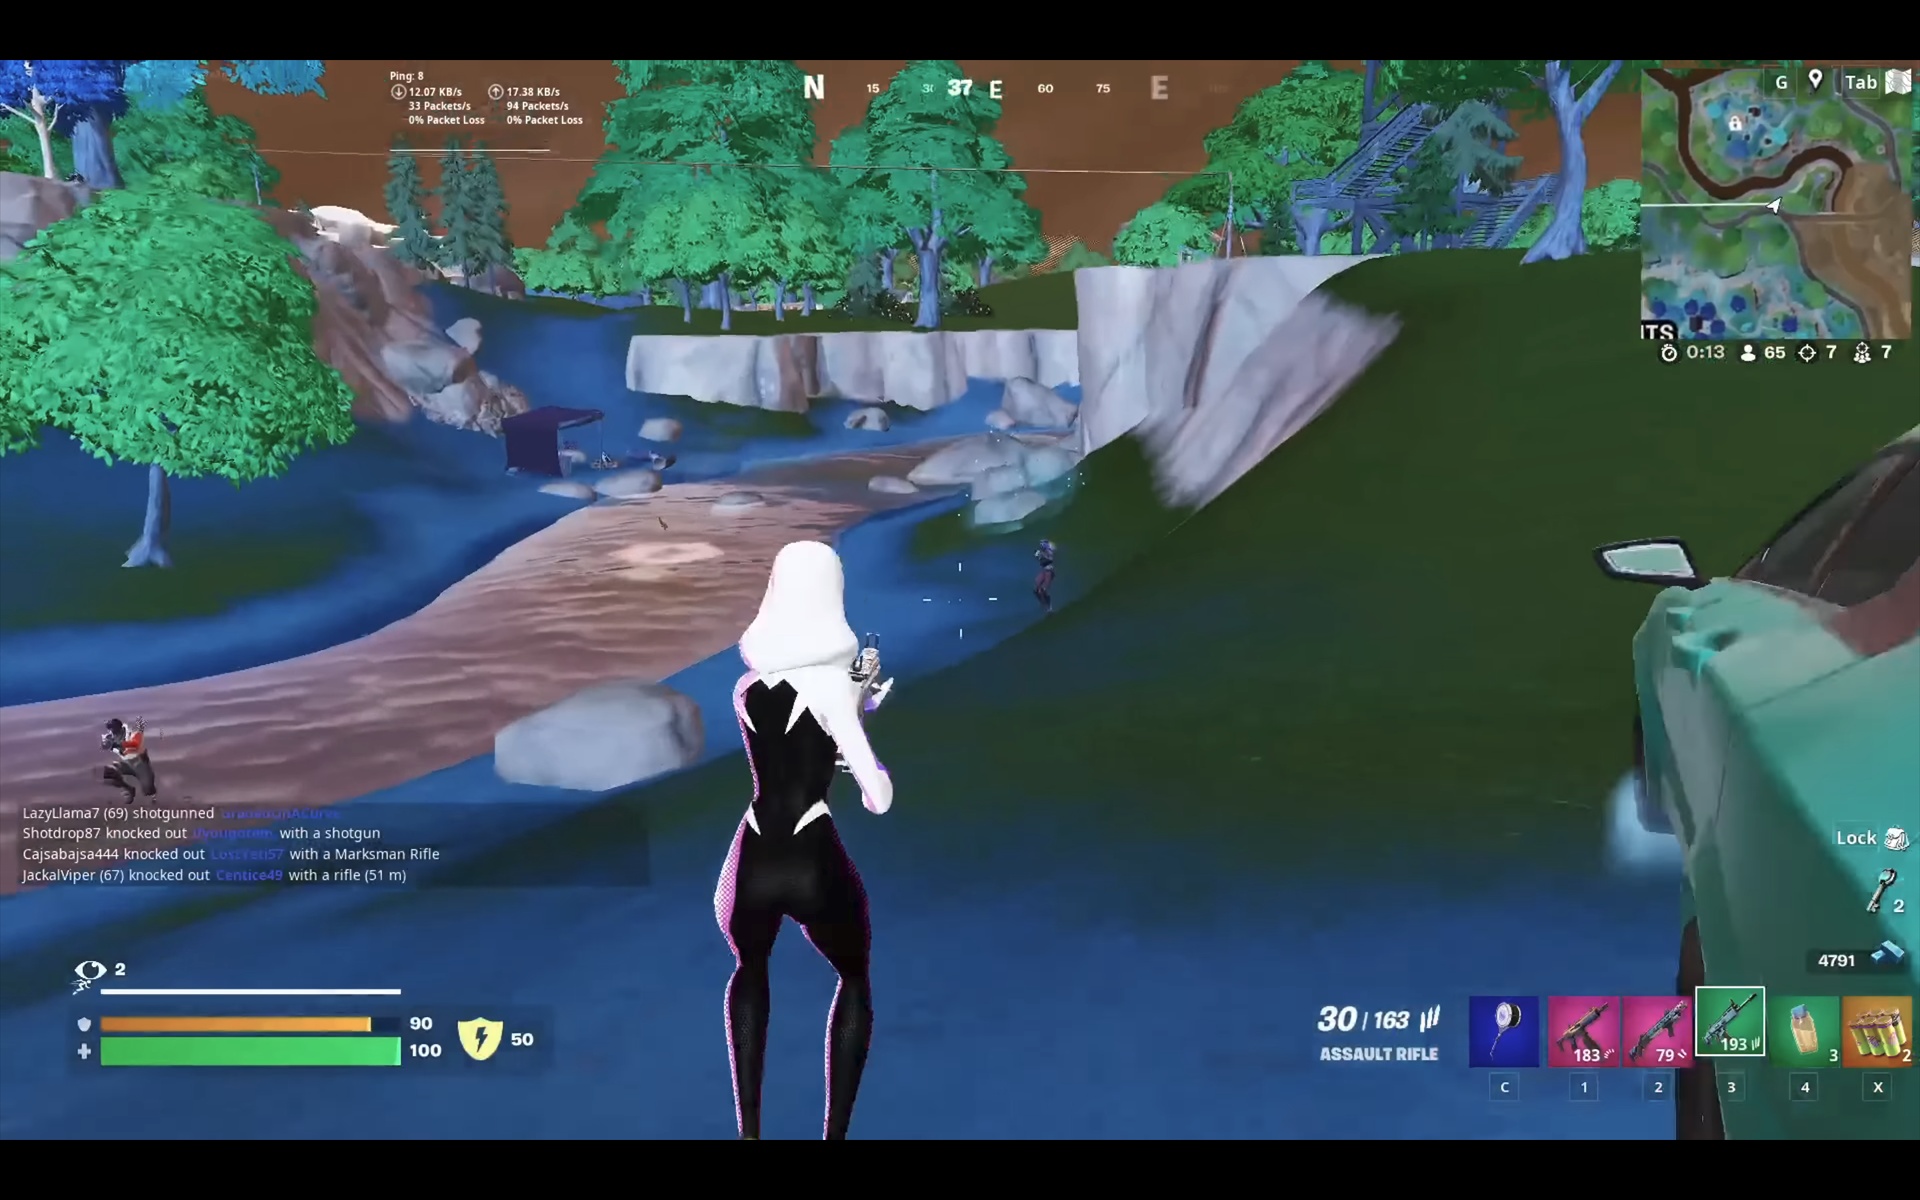 Ping: 8
12.07 KB/s 17.38 KB/s
33 Packets/s 94 Packets/s
0% Packet Loss 0% Packet Loss
N 15 37 E 60 75 E
G Tab
ITS
0:13 65 7 7
LazyLlama7 (69) shotgunned
Shotdrop87 knocked out with a shotgun
Cajsabajsa444 knocked out LostYeti57 with a Marksman Rifle
JackalViper (67) knocked out Centice49 with a rifle (51 m)
Lock
2
2
4791
90
100
50
30 / 163
ASSAULT RIFLE
183 79 193 3 2
C 1 2 3 4 X